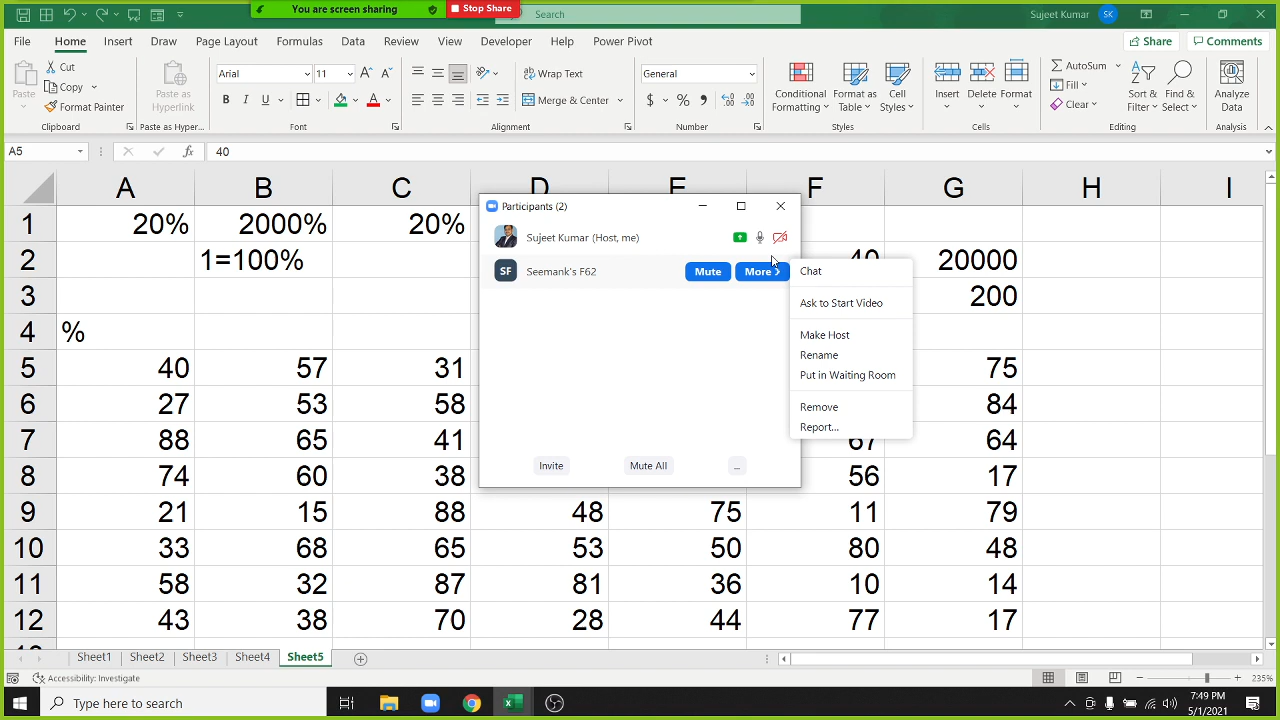 You are screen sharing
Stop Share
Search
Sujeet Kumar
SK
File Home Insert Draw Page Layout Formulas Data Review View Developer Help Power Pivot
Share
Comments
Paste
Cut
Copy
Format Painter
Clipboard
Paste as
Hyperlink
Paste as Hyper...
Arial
11
B I U
A
Font
Wrap Text
Merge & Center
Alignment
General
$ % ,
Number
Conditional
Formatting
Format as
Table
Cell
Styles
Styles
Insert
Delete
Format
Cells
AutoSum
Fill
Clear
Sort &
Filter
Find &
Select
Editing
Analyze
Data
Analysis
A5
fx
40
A B C D E F G H I
1 20% 2000% 20%
2 1=100% 40 20000
3 200
4 %
5 40 57 31 75
6 27 53 58 84
7 88 65 41 67 64
8 74 60 38 56 17
9 21 15 88 48 75 11 79
10 33 68 65 53 50 80 48
11 58 32 87 81 36 10 14
12 43 38 70 28 44 77 17
Participants (2)
Sujeet Kumar (Host, me)
SF
Seemank's F62
Mute
More
Invite
Mute All
...
Chat
Ask to Start Video
Make Host
Rename
Put in Waiting Room
Remove
Report...
Sheet1 Sheet2 Sheet3 Sheet4 Sheet5
Accessibility: Investigate
235%
Type here to search
7:49 PM
5/1/2021